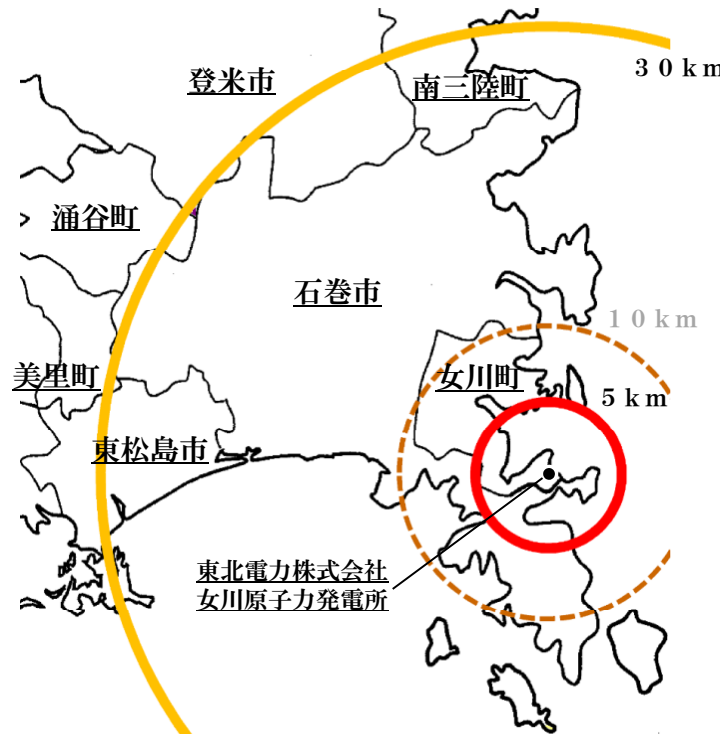 ３０ｋｍ
登米市
南三陸町
涌谷町
石巻市
１０ｋｍ
美里町
女川町
５ｋｍ
東松島市
東北電力株式会社
女川原子力発電所